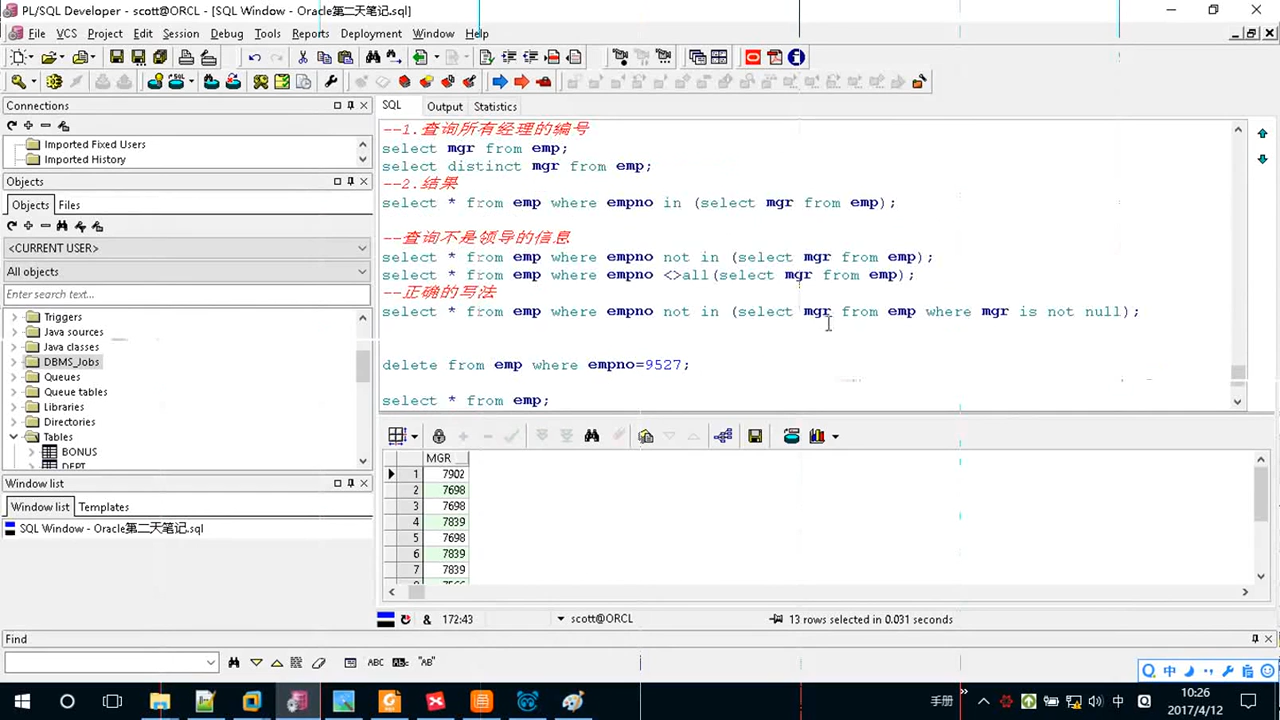 PL/SQL Developer - scott@ORCL - [SQL Window - Oracle第二天笔记.sql]
File VCS Project Edit Session Debug Tools Reports Deployment Window Help
Connections
Imported Fixed Users
Imported History
Objects
Objects Files
<CURRENT USER>
All objects
Enter search text...
Triggers
Java sources
Java classes
DBMS_Jobs
Queues
Queue tables
Libraries
Directories
Tables
BONUS
DEPT
Window list
Window list Templates
SQL Window - Oracle第二天笔记.sql
SQL Output Statistics
--1.查询所有经理的编号
select mgr from emp;
select distinct mgr from emp;
--2.结果
select * from emp where empno in (select mgr from emp);
--查询不是领导的信息
select * from emp where empno not in (select mgr from emp);
select * from emp where empno <>all(select mgr from emp);
--正确的写法
select * from emp where empno not in (select mgr from emp where mgr is not null);
delete from emp where empno=9527;
select * from emp;
MGR
1 7902
2 7698
3 7698
4 7839
5 7698
6 7839
7 7839
& 172:43 scott@ORCL 13 rows selected in 0.031 seconds
Find
ABC "AB"
中
手册 中 10:26
2017/4/12